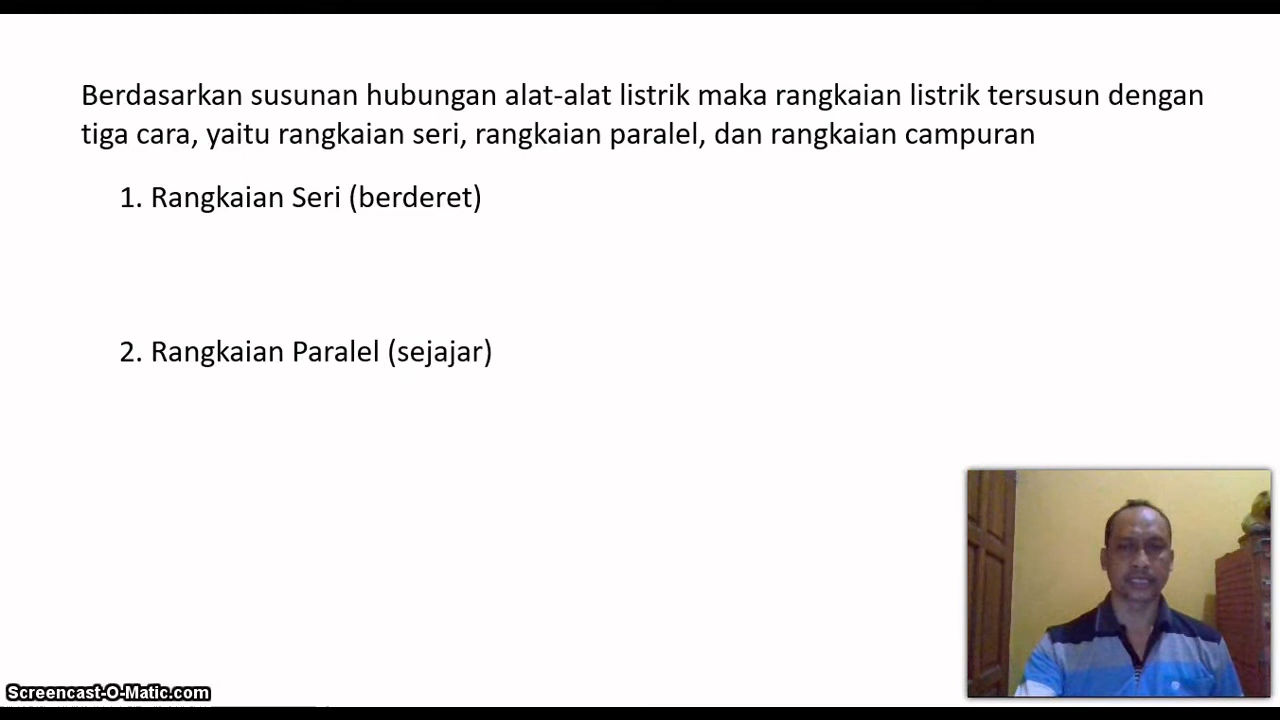 Berdasarkan susunan hubungan alat-alat listrik maka rangkaian listrik tersusun dengan
tiga cara, yaitu rangkaian seri, rangkaian paralel, dan rangkaian campuran
1. Rangkaian Seri (berderet)
2. Rangkaian Paralel (sejajar)
Screencast-O-Matic.com